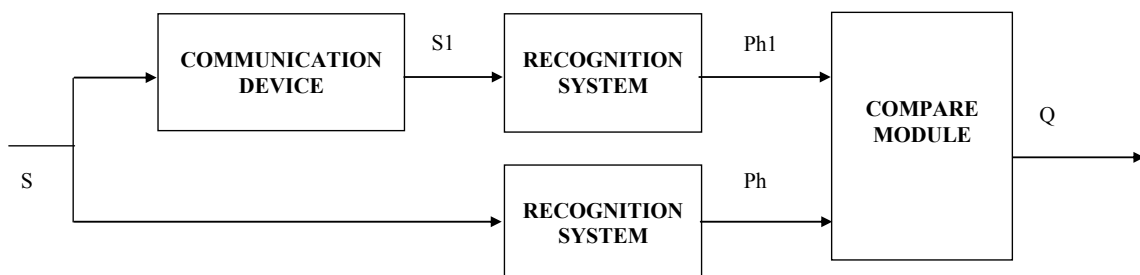 COMMUNICATION
DEVICE
S1
RECOGNITION
SYSTEM
Ph1
COMPARE
MODULE
Q
S
RECOGNITION
SYSTEM
Ph